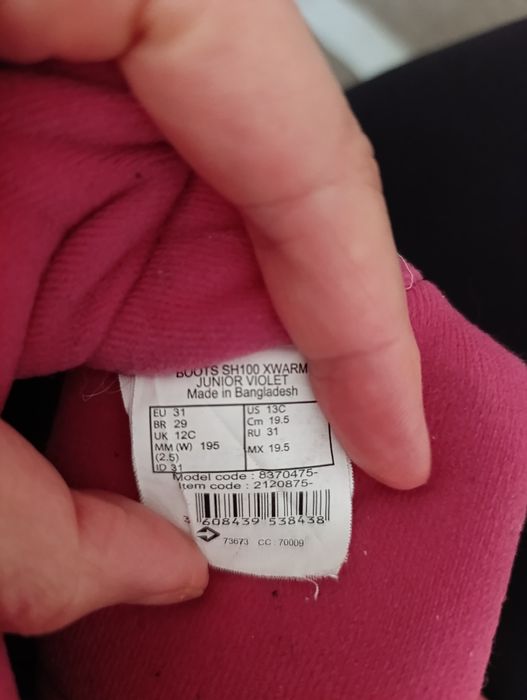 BOOTS SH100 XWARM
JUNIOR VIOLET
Made in Bangladesh
EU 31 US 13C
BR 29 Cm 19.5
UK 12C RU 31
MM (W) 195 MX 19.5
(2.5)
ID 31
Model code : 8370475-
Item code : 2120875-
3 608439 538438
73673 CC : 70009